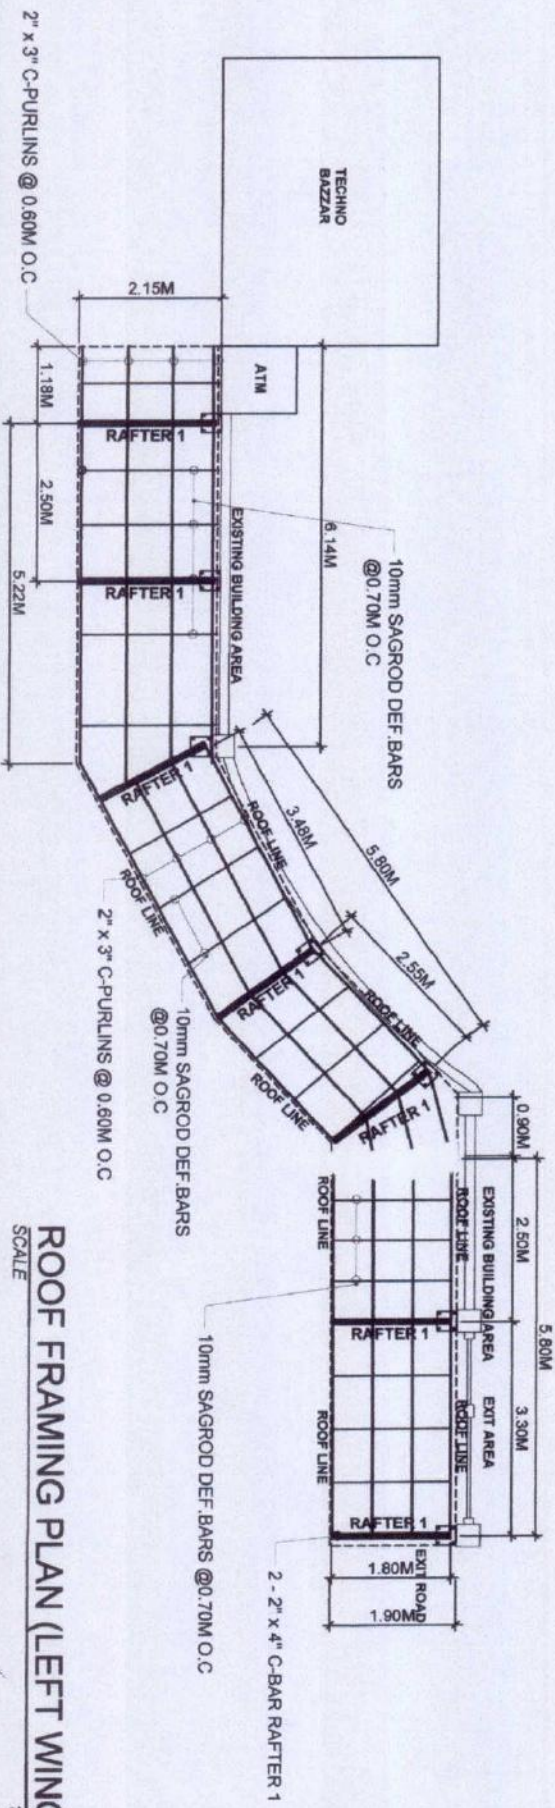 2" x 3" C-PURLINS @ 0.60M O.C
TECHNO
BAZZAR
2.15M
ATM
1.18M
RAFTER 1
2.50M
RAFTER 1
5.22M
EXISTING BUILDING AREA
6.14M
10mm SAGROD DEF.BARS
@0.70M O.C
RAFTER 1
ROOF LINE
ROOF LINE
3.48M
5.80M
2.55M
2" x 3" C-PURLINS @ 0.60M O.C
10mm SAGROD DEF.BARS
@0.70M O.C
RAFTER 1
ROOF LINE
ROOF LINE
RAFTER 1
0.90M
2.50M
5.80M
3.30M
EXISTING BUILDING AREA
EXIT AREA
ROOF LINE
ROOF LINE
ROOF LINE
ROOF LINE
RAFTER 1
RAFTER 1
10mm SAGROD DEF.BARS @0.70M O.C
1.80M
1.90M
EXIT ROAD
2 - 2" x 4" C-BAR RAFTER 1
ROOF FRAMING PLAN (LEFT WING
SCALE